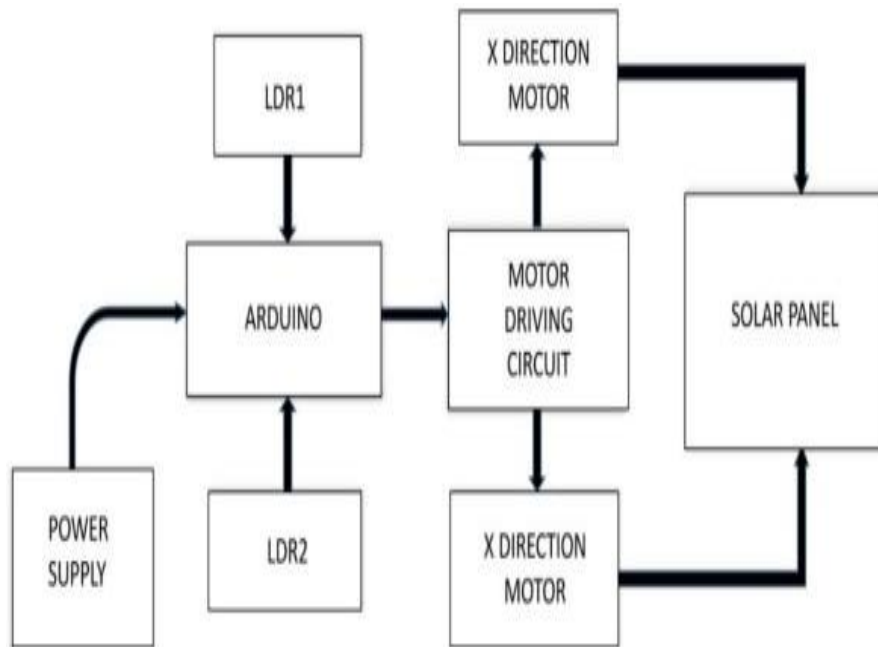 LDR1
X DIRECTION
MOTOR
ARDUINO
MOTOR
DRIVING
CIRCUIT
SOLAR PANEL
POWER
SUPPLY
LDR2
X DIRECTION
MOTOR